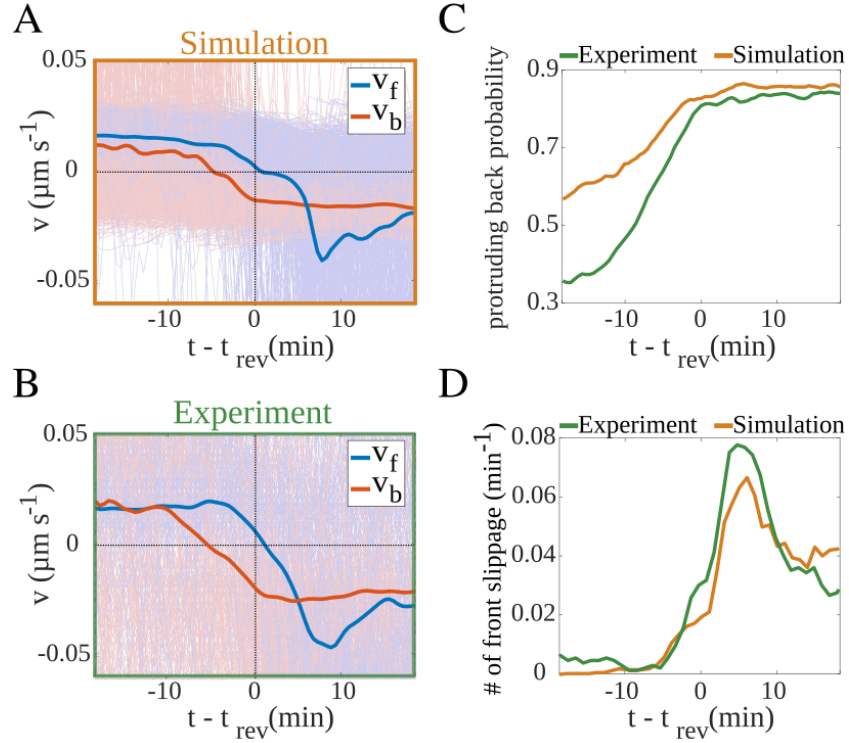 A
Simulation
0.05
v_f
v_b
v (μm s⁻¹)
0
-0.05
-10
0
10
t - t_rev(min)
B
Experiment
0.05
v_f
v_b
v (μm s⁻¹)
0
-0.05
-10
0
10
t - t_rev(min)
C
Experiment
Simulation
0.9
0.7
0.5
0.3
protruding back probability
-10
0
10
t - t_rev(min)
D
Experiment
Simulation
0.08
0.06
0.04
0.02
0
# of front slippage (min⁻¹)
-10
0
10
t - t_rev(min)